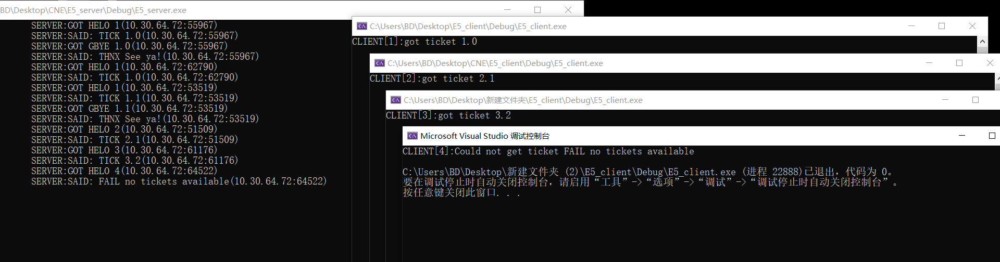 BD\Desktop\CNE\E5_server\Debug\E5_server.exe
SERVER:GOT HELO 1(10.30.64.72:55967)
SERVER:SAID: TICK 1.0(10.30.64.72:55967)
SERVER:GOT GBYE 1.0(10.30.64.72:55967)
SERVER:SAID: THNX See ya!(10.30.64.72:55967)
SERVER:GOT HELO 1(10.30.64.72:62790)
SERVER:SAID: TICK 1.0(10.30.64.72:62790)
SERVER:GOT HELO 1(10.30.64.72:53519)
SERVER:SAID: TICK 1.1(10.30.64.72:53519)
SERVER:GOT GBYE 1.1(10.30.64.72:53519)
SERVER:SAID: THNX See ya!(10.30.64.72:53519)
SERVER:GOT HELO 2(10.30.64.72:51509)
SERVER:SAID: TICK 2.1(10.30.64.72:51509)
SERVER:GOT HELO 3(10.30.64.72:61176)
SERVER:SAID: TICK 3.2(10.30.64.72:61176)
SERVER:GOT HELO 4(10.30.64.72:64522)
SERVER:SAID: FAIL no tickets available(10.30.64.72:64522)
C:\Users\BD\Desktop\E5_client\Debug\E5_client.exe
CLIENT[1]:got ticket 1.0
C:\Users\BD\Desktop\CNE\E5_client\Debug\E5_client.exe
CLIENT[2]:got ticket 2.1
C:\Users\BD\Desktop\新建文件夹\E5_client\Debug\E5_client.exe
CLIENT[3]:got ticket 3.2
Microsoft Visual Studio 调试控制台
CLIENT[4]:Could not get ticket FAIL no tickets available
C:\Users\BD\Desktop\新建文件夹 (2)\E5_client\Debug\E5_client.exe (进程 22888)已退出，代码为 0。
要在调试停止时自动关闭控制台，请启用“工具”->“选项”->“调试”->“调试停止时自动关闭控制台”。
按任意键关闭此窗口. . .